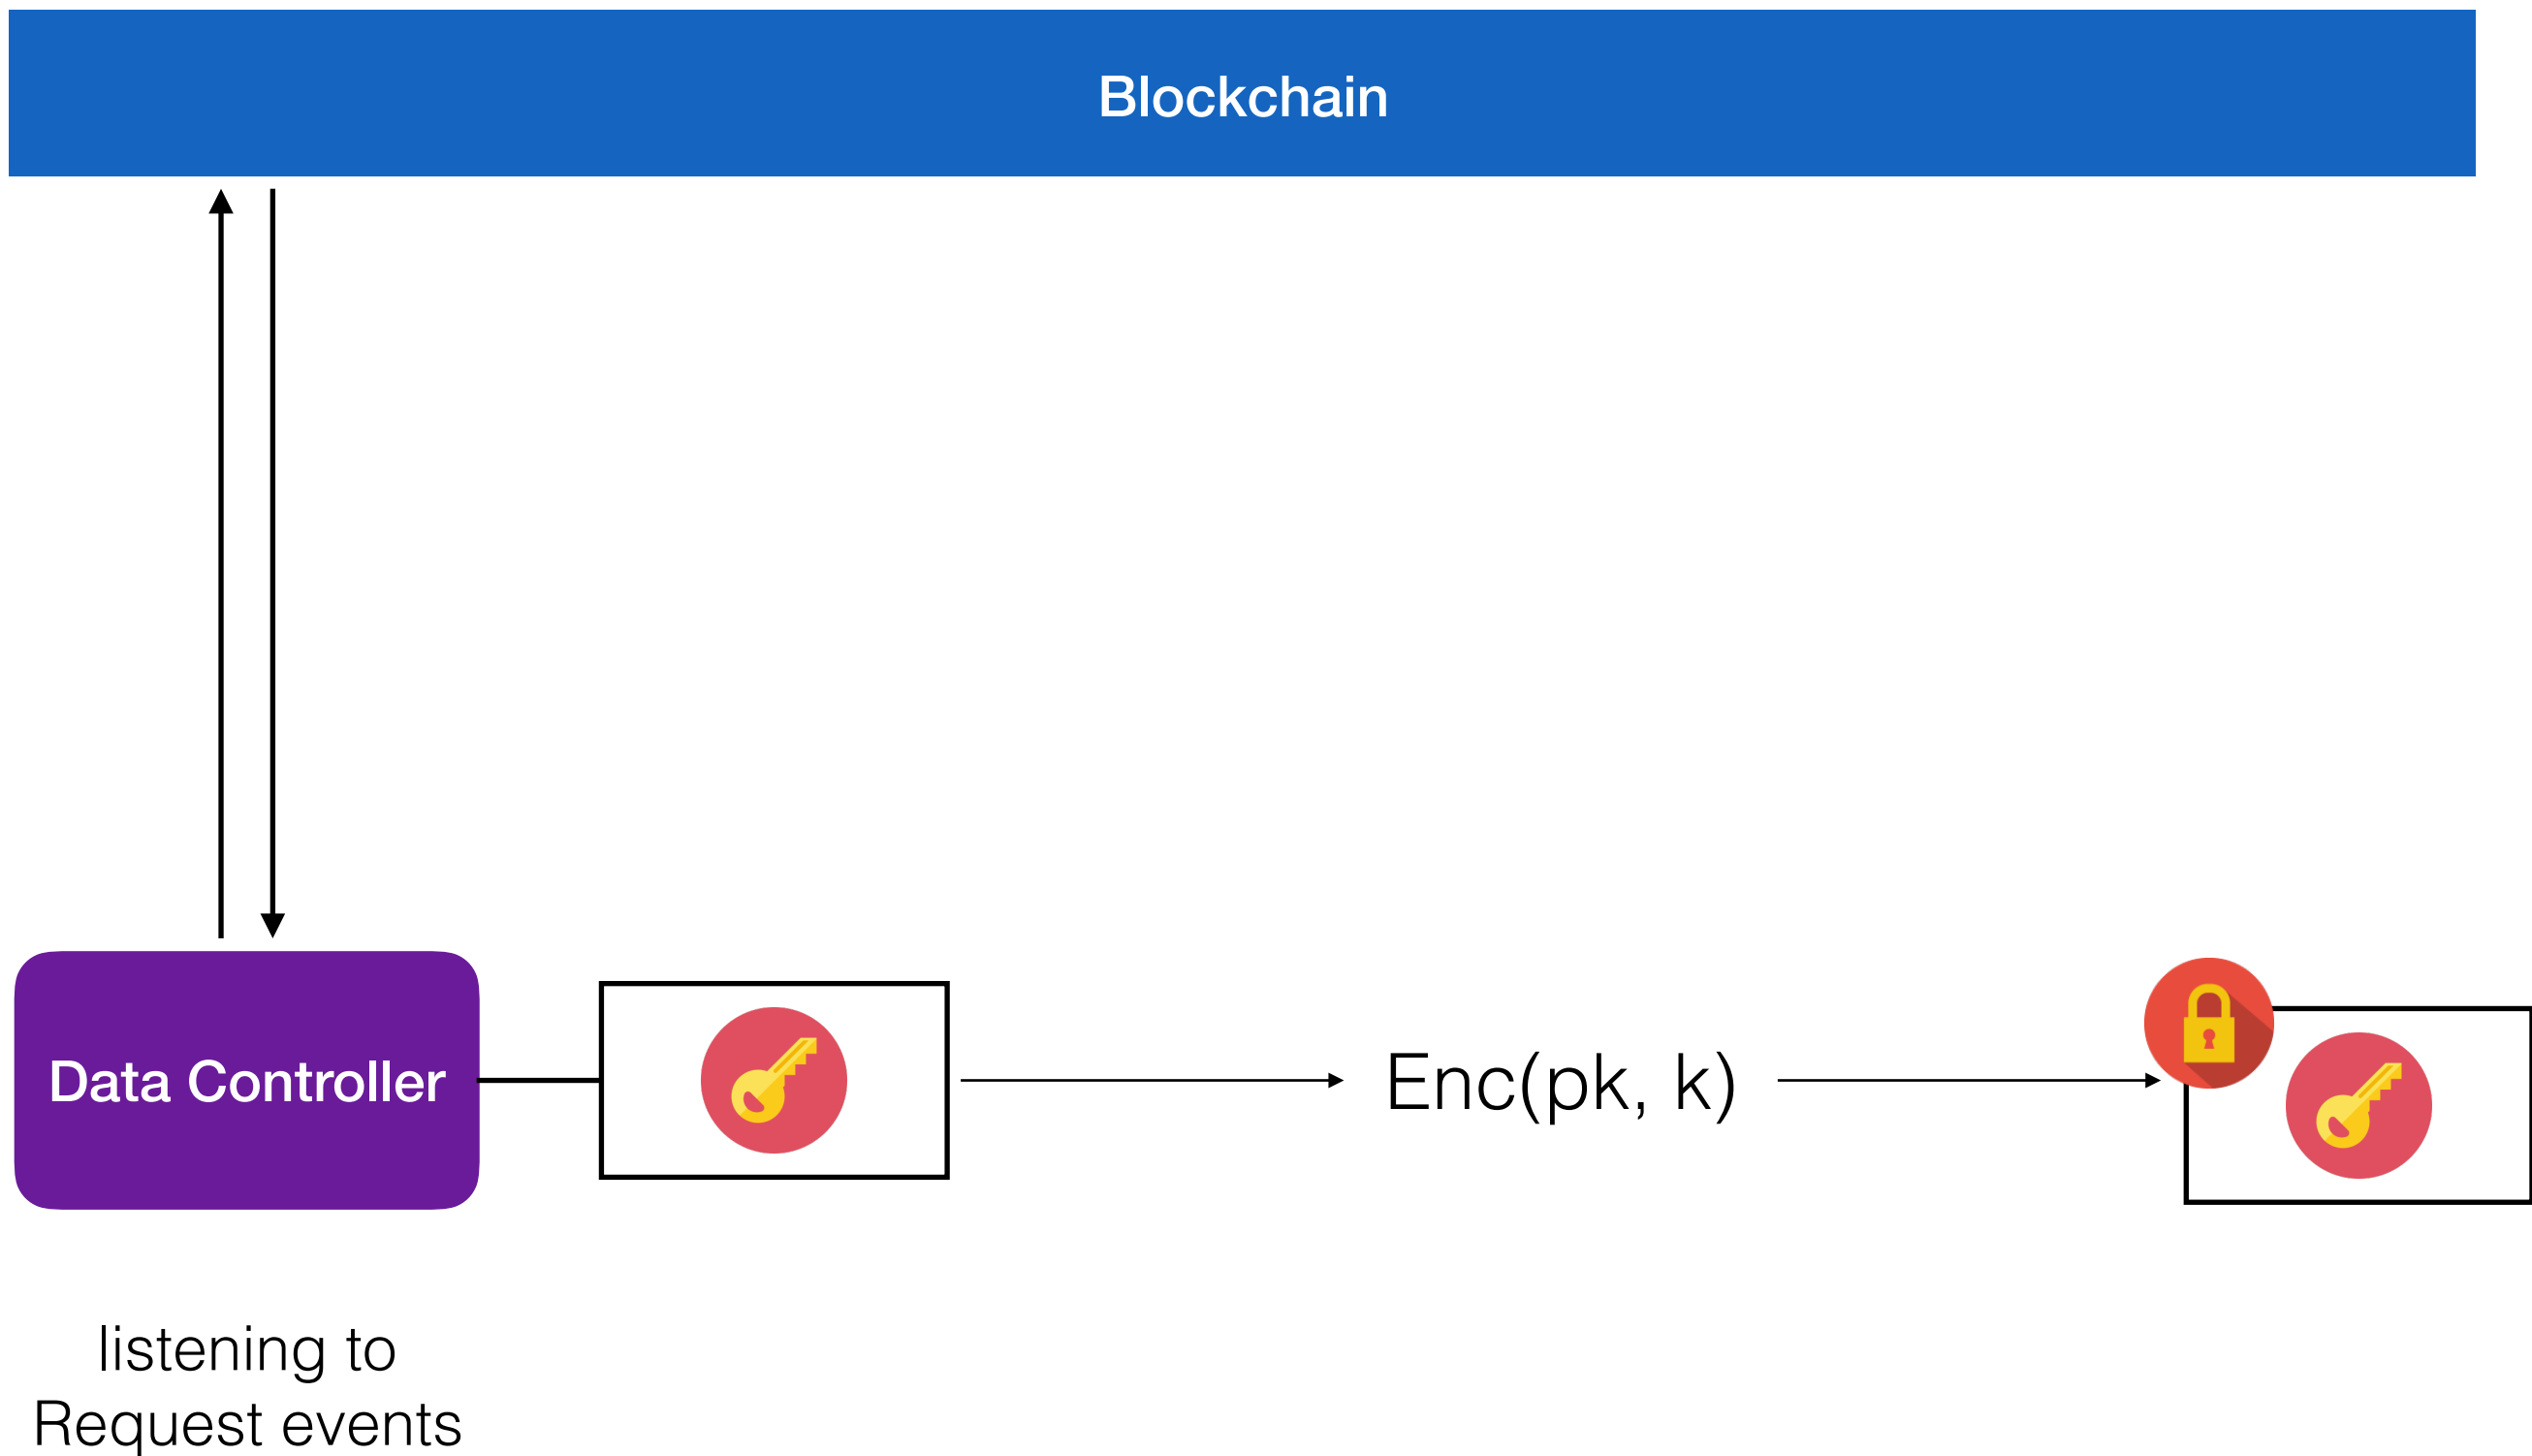 Blockchain
Data Controller
Enc(pk, k)
listening to
Request events